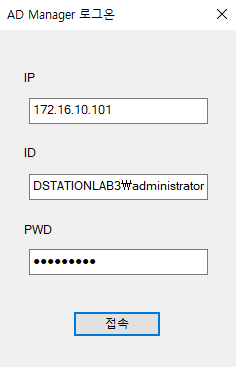 AD Manager 로그온
IP
172.16.10.101
ID
DSTATIONLAB3₩administrator
PWD
●●●●●●●●●
접속